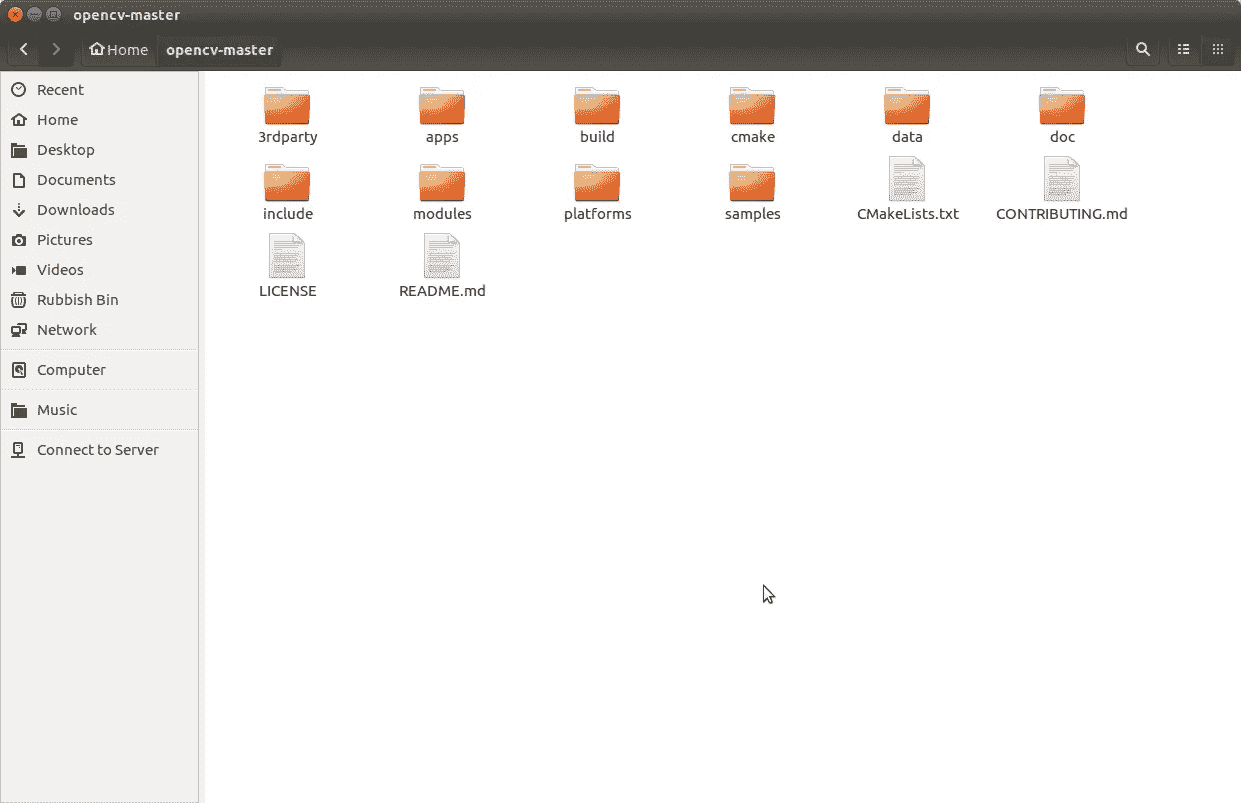 opencv-master
Home opencv-master
Recent
Home
Desktop
Documents
Downloads
Pictures
Videos
Rubbish Bin
Network
Computer
Music
Connect to Server
3rdparty apps build cmake data doc
include modules platforms samples CMakeLists.txt CONTRIBUTING.md
LICENSE README.md